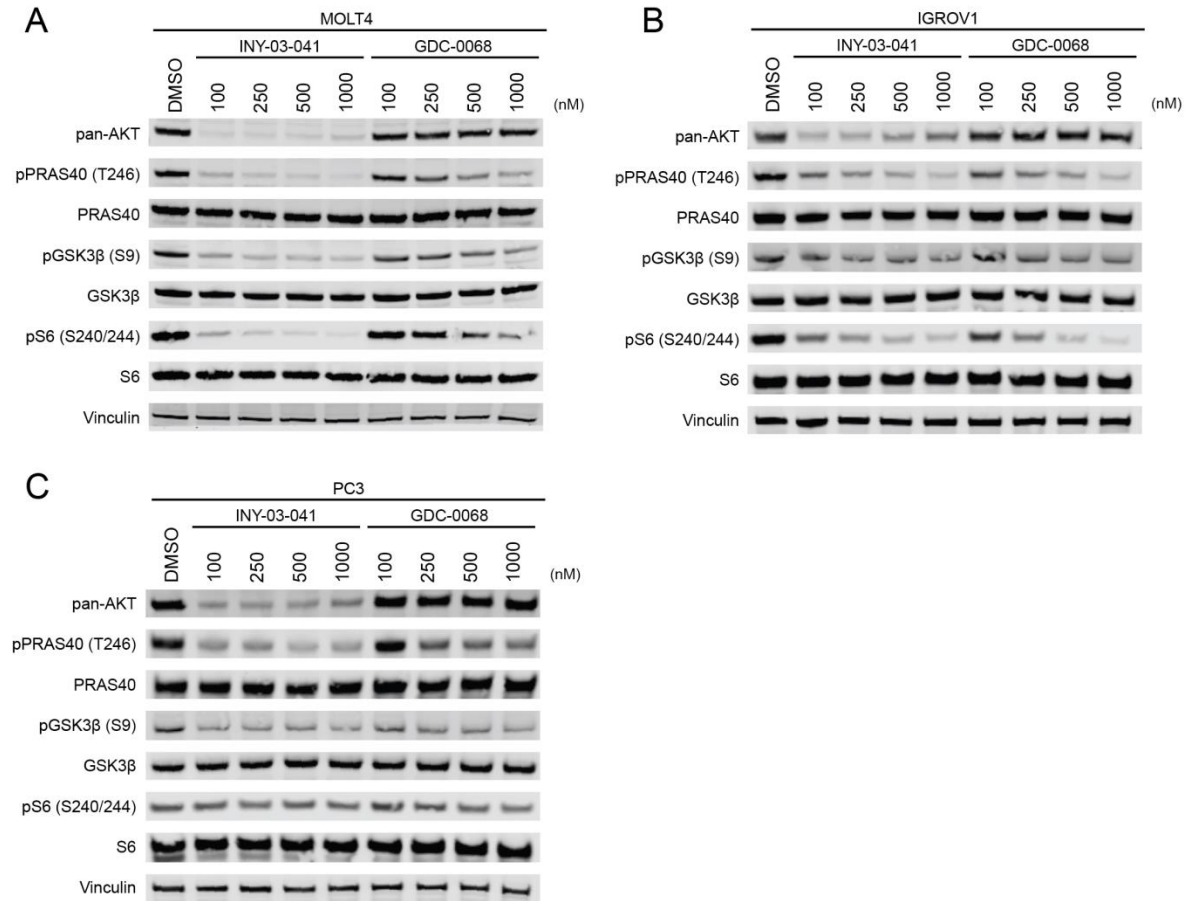 A
MOLT4
INY-03-041 GDC-0068
DMSO 100 250 500 1000 100 250 500 1000 (nM)
pan-AKT
pPRAS40 (T246)
PRAS40
pGSK3β (S9)
GSK3β
pS6 (S240/244)
S6
Vinculin
B
IGROV1
INY-03-041 GDC-0068
DMSO 100 250 500 1000 100 250 500 1000 (nM)
pan-AKT
pPRAS40 (T246)
PRAS40
pGSK3β (S9)
GSK3β
pS6 (S240/244)
S6
Vinculin
C
PC3
INY-03-041 GDC-0068
DMSO 100 250 500 1000 100 250 500 1000 (nM)
pan-AKT
pPRAS40 (T246)
PRAS40
pGSK3β (S9)
GSK3β
pS6 (S240/244)
S6
Vinculin